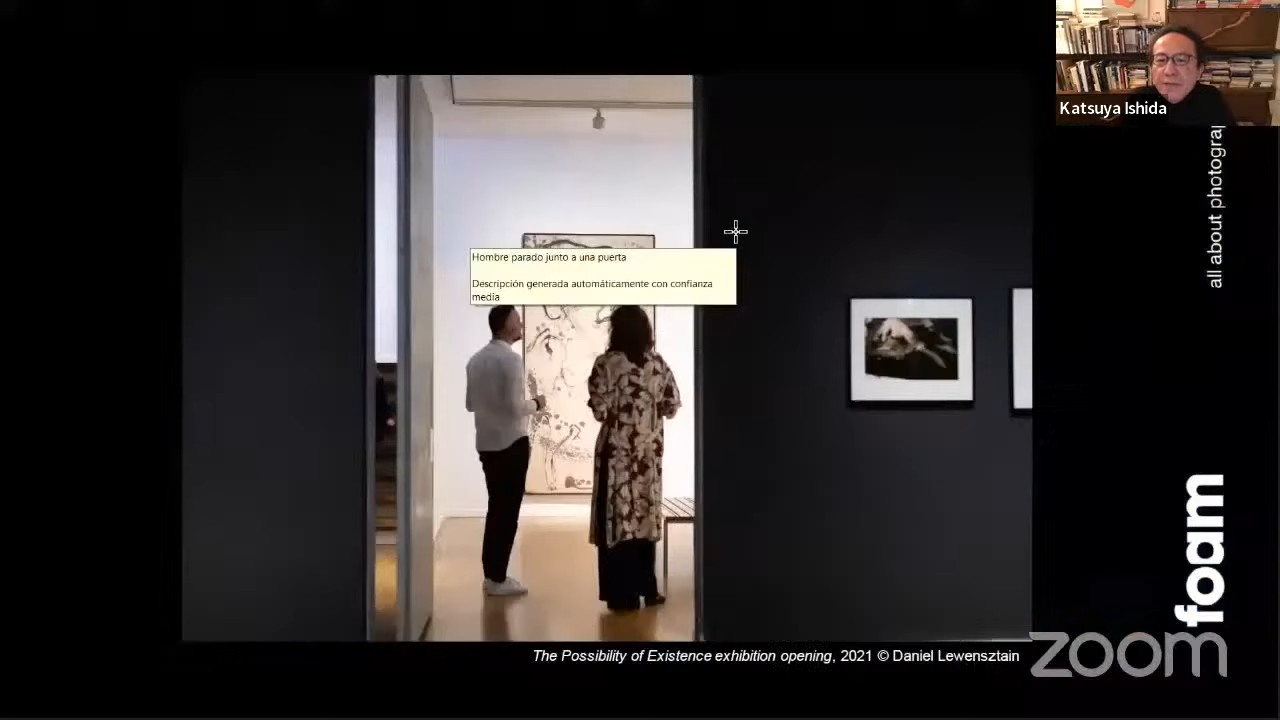 Katsuya Ishida
all about photogra
Hombre parado junto a una puerta
Descripción generada automáticamente con confianza
media
foam
The Possibility of Existence exhibition opening, 2021 © Daniel Lewensztain
zoom